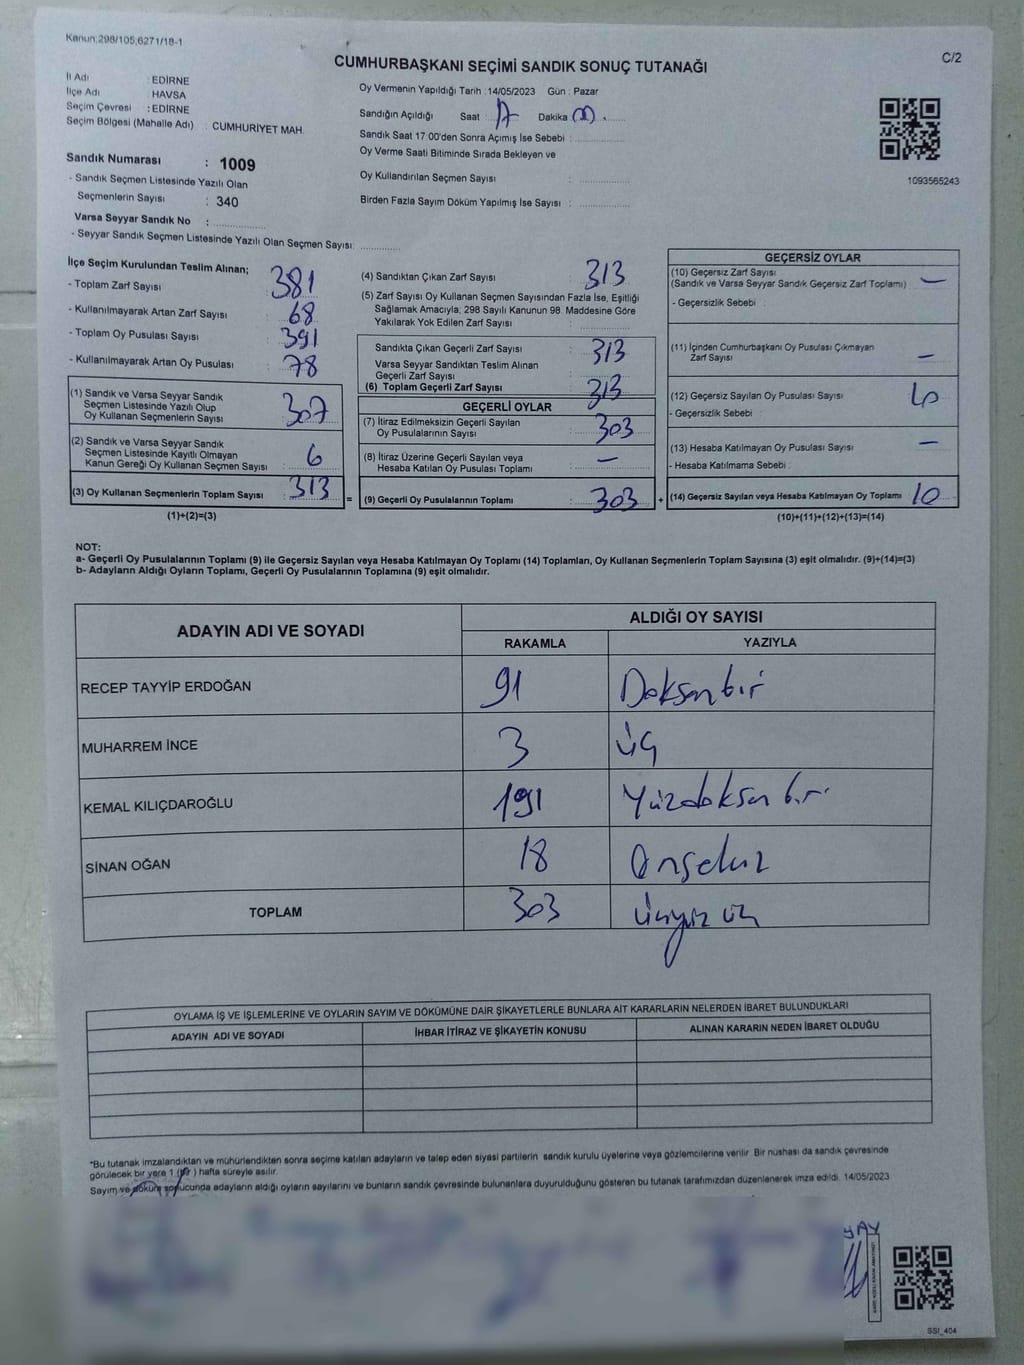 Kanun:298/105,6271/18-1
C/2
CUMHURBAŞKANI SEÇİMİ SANDIK SONUÇ TUTANAĞI
İl Adı : EDİRNE
İlçe Adı : HAVSA
Seçim Çevresi : EDİRNE
Seçim Bölgesi (Mahalle Adı) : CUMHURİYET MAH.
Sandık Numarası : 1009
- Sandık Seçmen Listesinde Yazılı Olan
Seçmenlerin Sayısı : 340
Varsa Seyyar Sandık No :
- Seyyar Sandık Seçmen Listesinde Yazılı Olan Seçmen Sayısı:
Oy Vermenin Yapıldığı Tarih :14/05/2023 Gün : Pazar
Sandığın Açıldığı Saat : 17 Dakika 00
Sandık Saat 17:00'den Sonra Açımış İse Sebebi :
Oy Verme Saati Bitiminde Sırada Bekleyen ve
Oy Kullandırılan Seçmen Sayısı :
Birden Fazla Sayım Döküm Yapılmış İse Sayısı :
1093565243
İlçe Seçim Kurulundan Teslim Alınan;
- Toplam Zarf Sayısı : 381
- Kullanılmayarak Artan Zarf Sayısı : 68
- Toplam Oy Pusulası Sayısı : 391
- Kullanılmayarak Artan Oy Pusulası : 78
(1) Sandık ve Varsa Seyyar Sandık
Seçmen Listesinde Yazılı Olup
Oy Kullanan Seçmenlerin Sayısı : 307
(2) Sandık ve Varsa Seyyar Sandık
Seçmen Listesinde Kayıtlı Olmayan
Kanun Gereği Oy Kullanan Seçmen Sayısı : 6
(3) Oy Kullanan Seçmenlerin Toplam Sayısı : 313 =
(1)+(2)=(3)
(4) Sandıktan Çıkan Zarf Sayısı : 313
(5) Zarf Sayısı Oy Kullanan Seçmen Sayısından Fazla İse, Eşitliği
Sağlamak Amacıyla; 298 Sayılı Kanunun 98. Maddesine Göre
Yakılarak Yok Edilen Zarf Sayısı :
Sandıkta Çıkan Geçerli Zarf Sayısı : 313
Varsa Seyyar Sandıktan Teslim Alınan
Geçerli Zarf Sayısı :
(6) Toplam Geçerli Zarf Sayısı : 313
GEÇERLİ OYLAR
(7) İtiraz Edilmeksizin Geçerli Sayılan
Oy Pusulalarının Sayısı : 303
(8) İtiraz Üzerine Geçerli Sayılan veya
Hesaba Katılan Oy Pusulası Toplamı : —
(9) Geçerli Oy Pusulalarının Toplamı : 303 +
GEÇERSİZ OYLAR
(10) Geçersiz Zarf Sayısı
(Sandık ve Varsa Seyyar Sandık Geçersiz Zarf Toplamı) —
- Geçersizlik Sebebi :
(11) İçinden Cumhurbaşkanı Oy Pusulası Çıkmayan
Zarf Sayısı : —
(12) Geçersiz Sayılan Oy Pusulası Sayısı : 10
- Geçersizlik Sebebi :
(13) Hesaba Katılmayan Oy Pusulası Sayısı : —
- Hesaba Katılmama Sebebi :
(14) Geçersiz Sayılan veya Hesaba Katılmayan Oy Toplamı 10
(10)+(11)+(12)+(13)=(14)
NOT:
a- Geçerli Oy Pusulalarının Toplamı (9) ile Geçersiz Sayılan veya Hesaba Katılmayan Oy Toplamı (14) Toplamları, Oy Kullanan Seçmenlerin Toplam Sayısına (3) eşit olmalıdır. (9)+(14)=(3)
b- Adayların Aldığı Oyların Toplamı, Geçerli Oy Pusulalarının Toplamına (9) eşit olmalıdır.
ADAYIN ADI VE SOYADI
ALDIĞI OY SAYISI
RAKAMLA YAZIYLA
RECEP TAYYİP ERDOĞAN 91 Doksan bir
MUHARREM İNCE 3 üç
KEMAL KILIÇDAROĞLU 191 Yüzdoksan bir
SİNAN OĞAN 18 Onsekiz
TOPLAM 303 üçyüz üç
OYLAMA İŞ VE İŞLEMLERİNE VE OYLARIN SAYIM VE DÖKÜMÜNE DAİR ŞİKAYETLERLE BUNLARA AİT KARARLARIN NELERDEN İBARET BULUNDUKLARI
ADAYIN ADI VE SOYADI İHBAR İTİRAZ VE ŞİKAYETİN KONUSU ALINAN KARARIN NEDEN İBARET OLDUĞU
*Bu tutanak imzalandıktan ve mühürlendikten sonra seçime katılan adayların ve talep eden siyasi partilerin sandık kurulu üyelerine veya gözlemcilerine verilir. Bir nushası da sandık çevresinde
görülecek bir yere 1 (bir) hafta süreyle asılır.
Sayım ve döküm sonucunda adayların aldığı oyların sayılarını ve bunların sandık çevresinde bulunanlara duyurulduğunu gösteren bu tutanak tarafımızdan düzenlenerek imza edildi. 14/05/2023
SSI_404